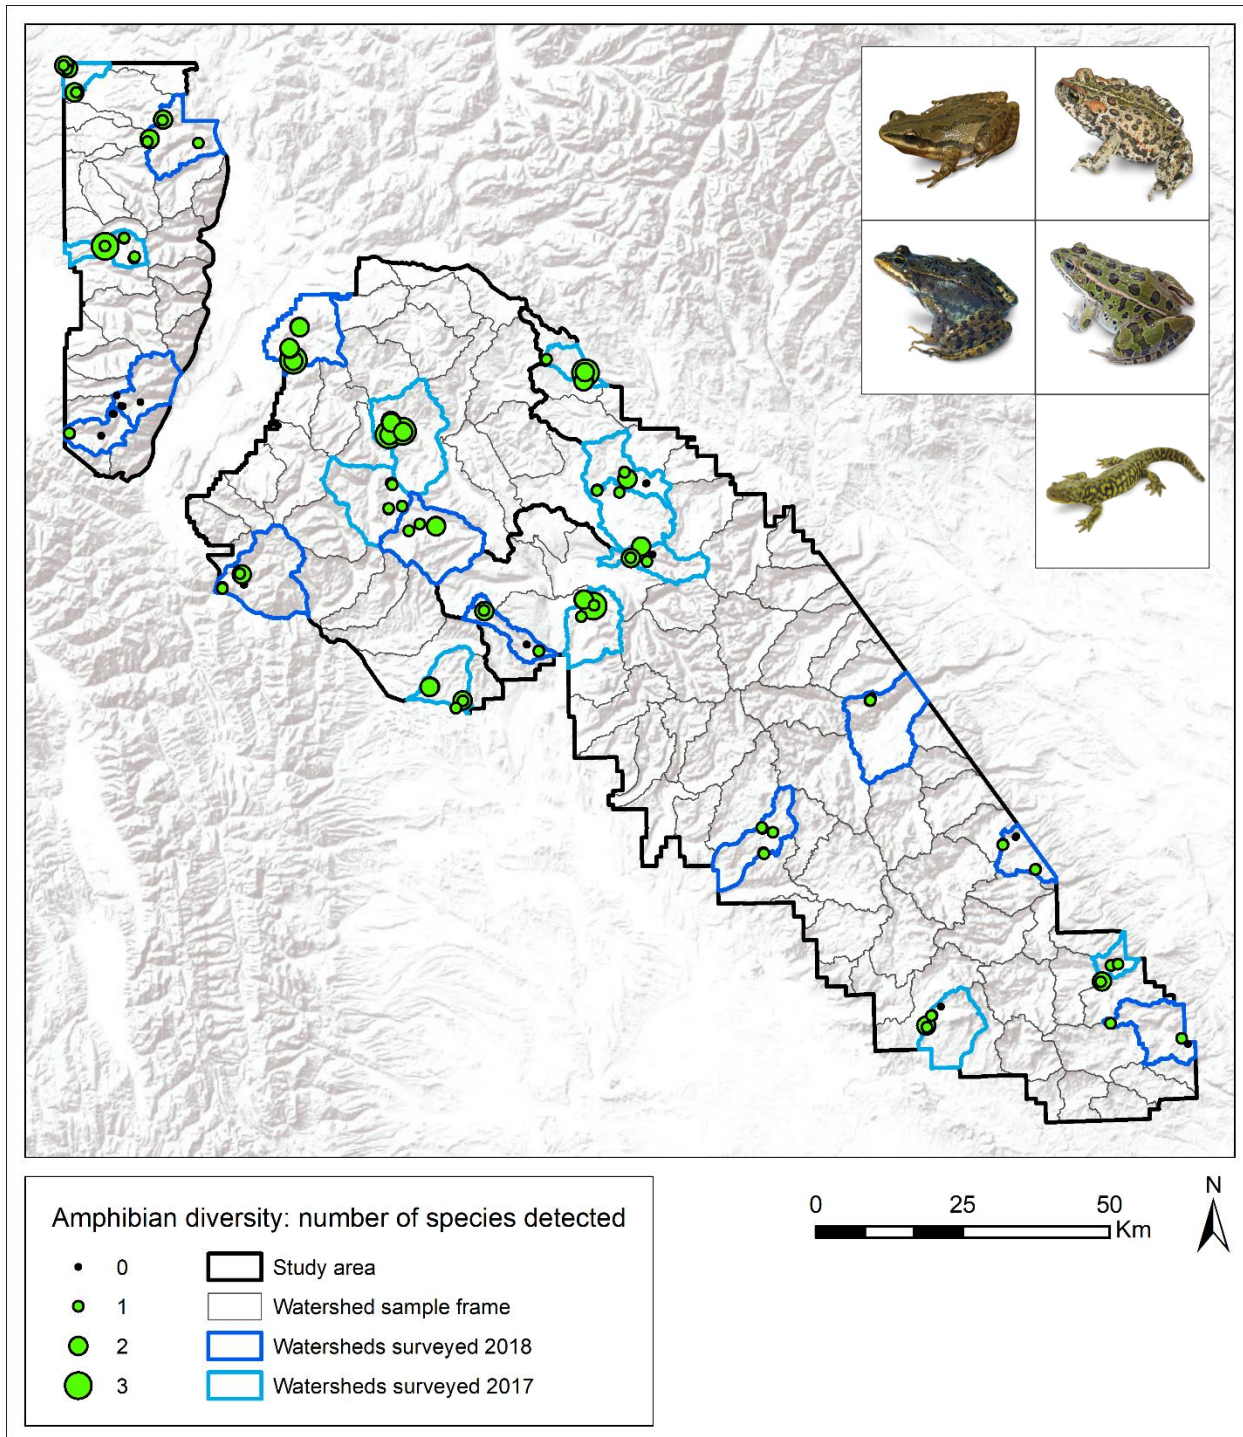 Amphibian diversity: number of species detected
0 Study area
1 Watershed sample frame
2 Watersheds surveyed 2018
3 Watersheds surveyed 2017
0 25 50
Km
N